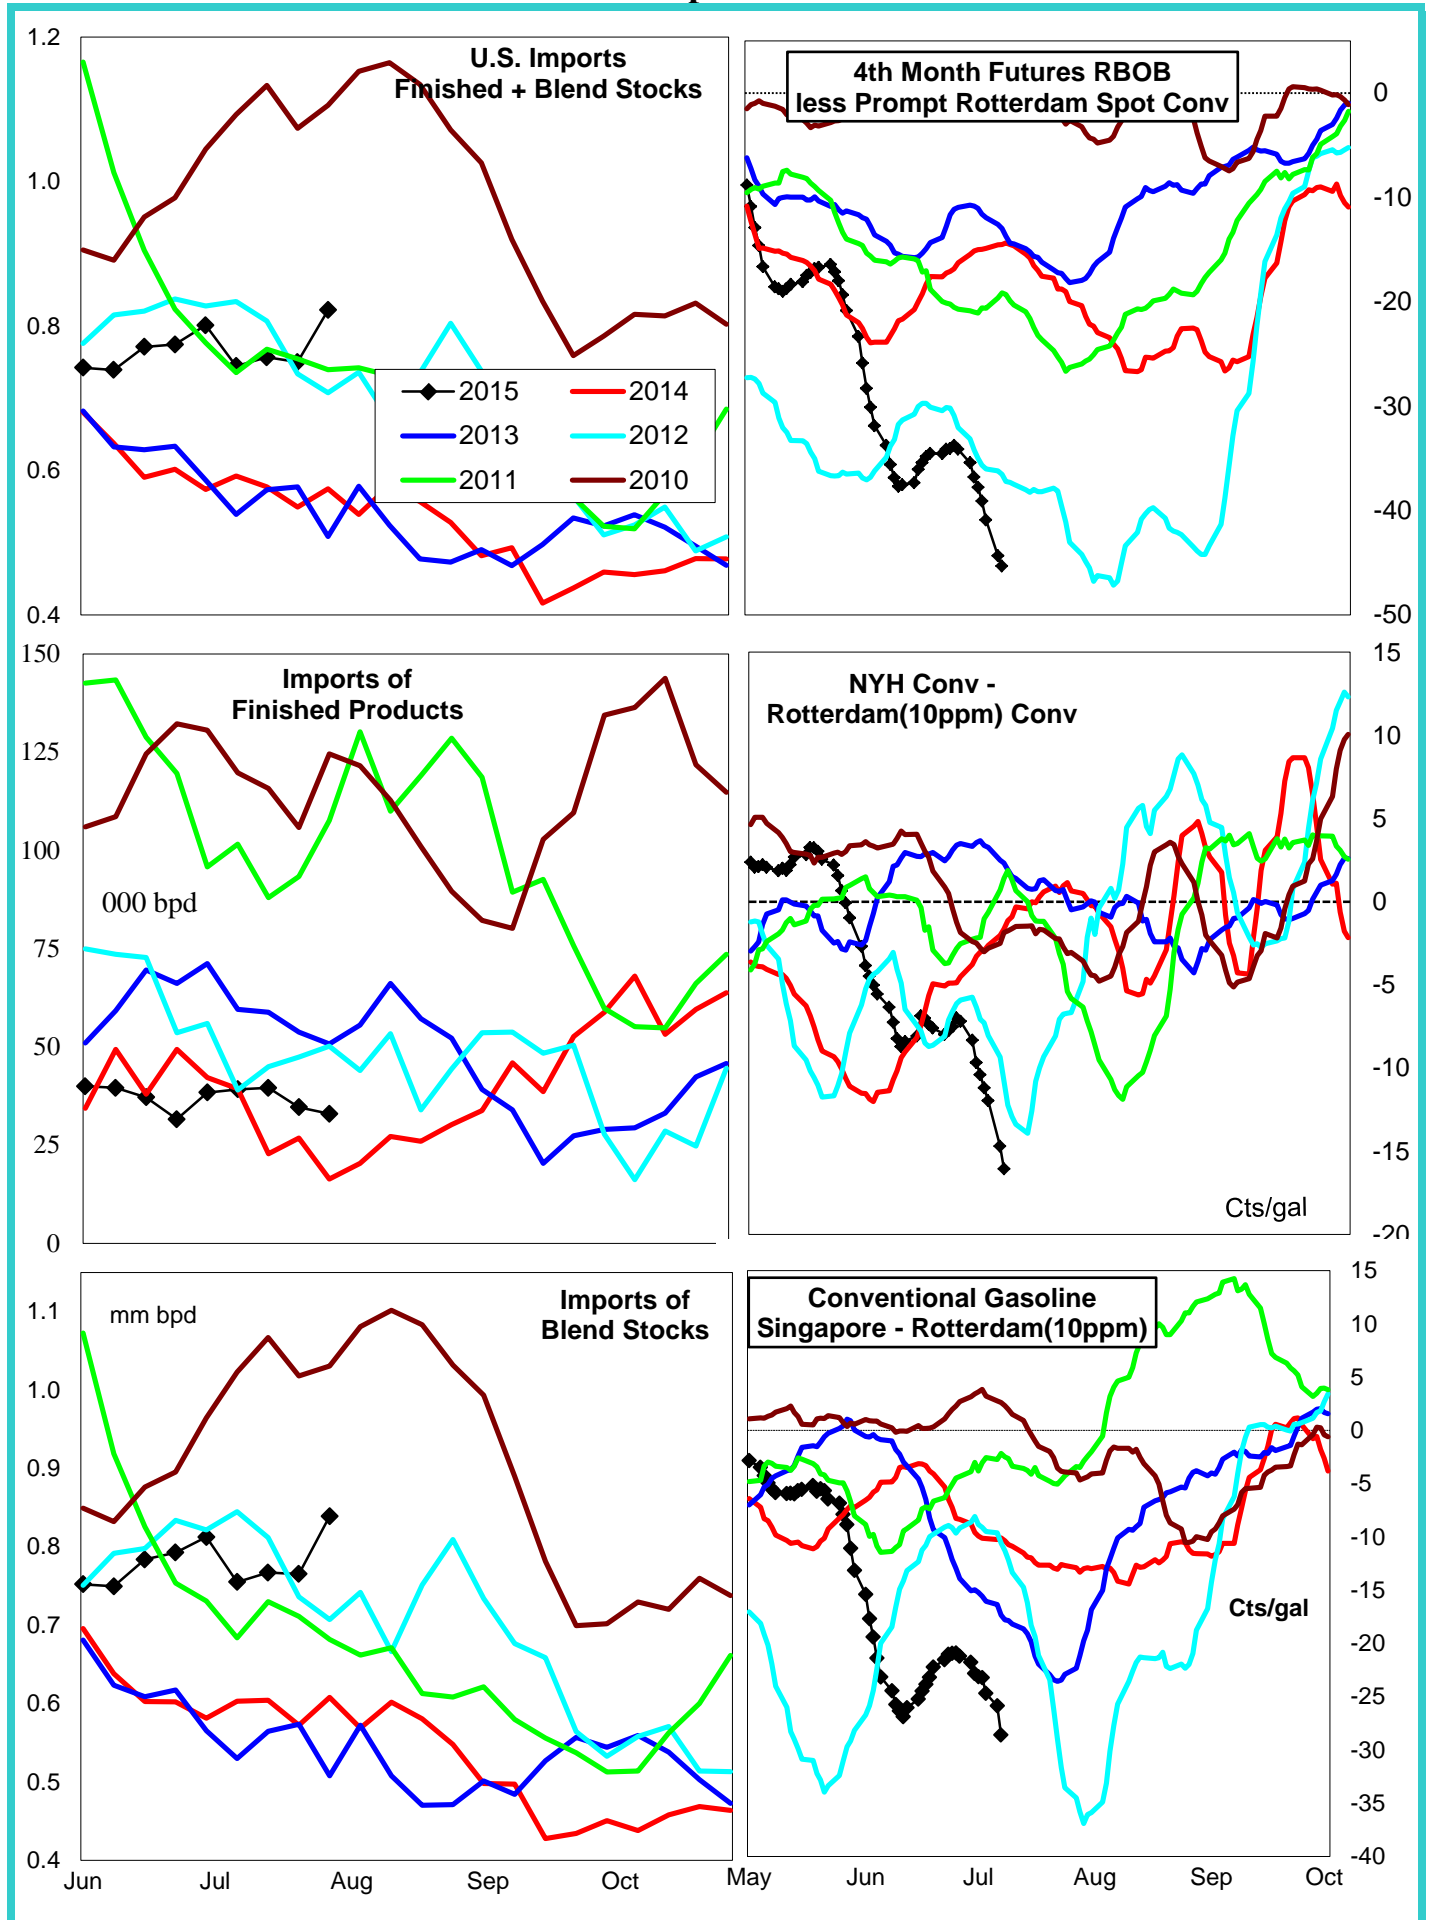 U.S. Imports
Finished + Blend Stocks
1.2
1.0
0.8
0.6
0.4
2015
2014
2013
2012
2011
2010
4th Month Futures RBOB
less Prompt Rotterdam Spot Conv
0
-10
-20
-30
-40
-50
Imports of
Finished Products
150
125
100
000 bpd
75
50
25
0
NYH Conv -
Rotterdam(10ppm) Conv
15
10
5
0
-5
-10
-15
Cts/gal
-20
mm bpd
Imports of
Blend Stocks
1.1
1.0
0.9
0.8
0.7
0.6
0.5
0.4
Jun
Jul
Aug
Sep
Oct
Conventional Gasoline
Singapore - Rotterdam(10ppm)
15
10
5
0
-5
-10
-15
Cts/gal
-20
-25
-30
-35
-40
May
Jun
Jul
Aug
Sep
Oct